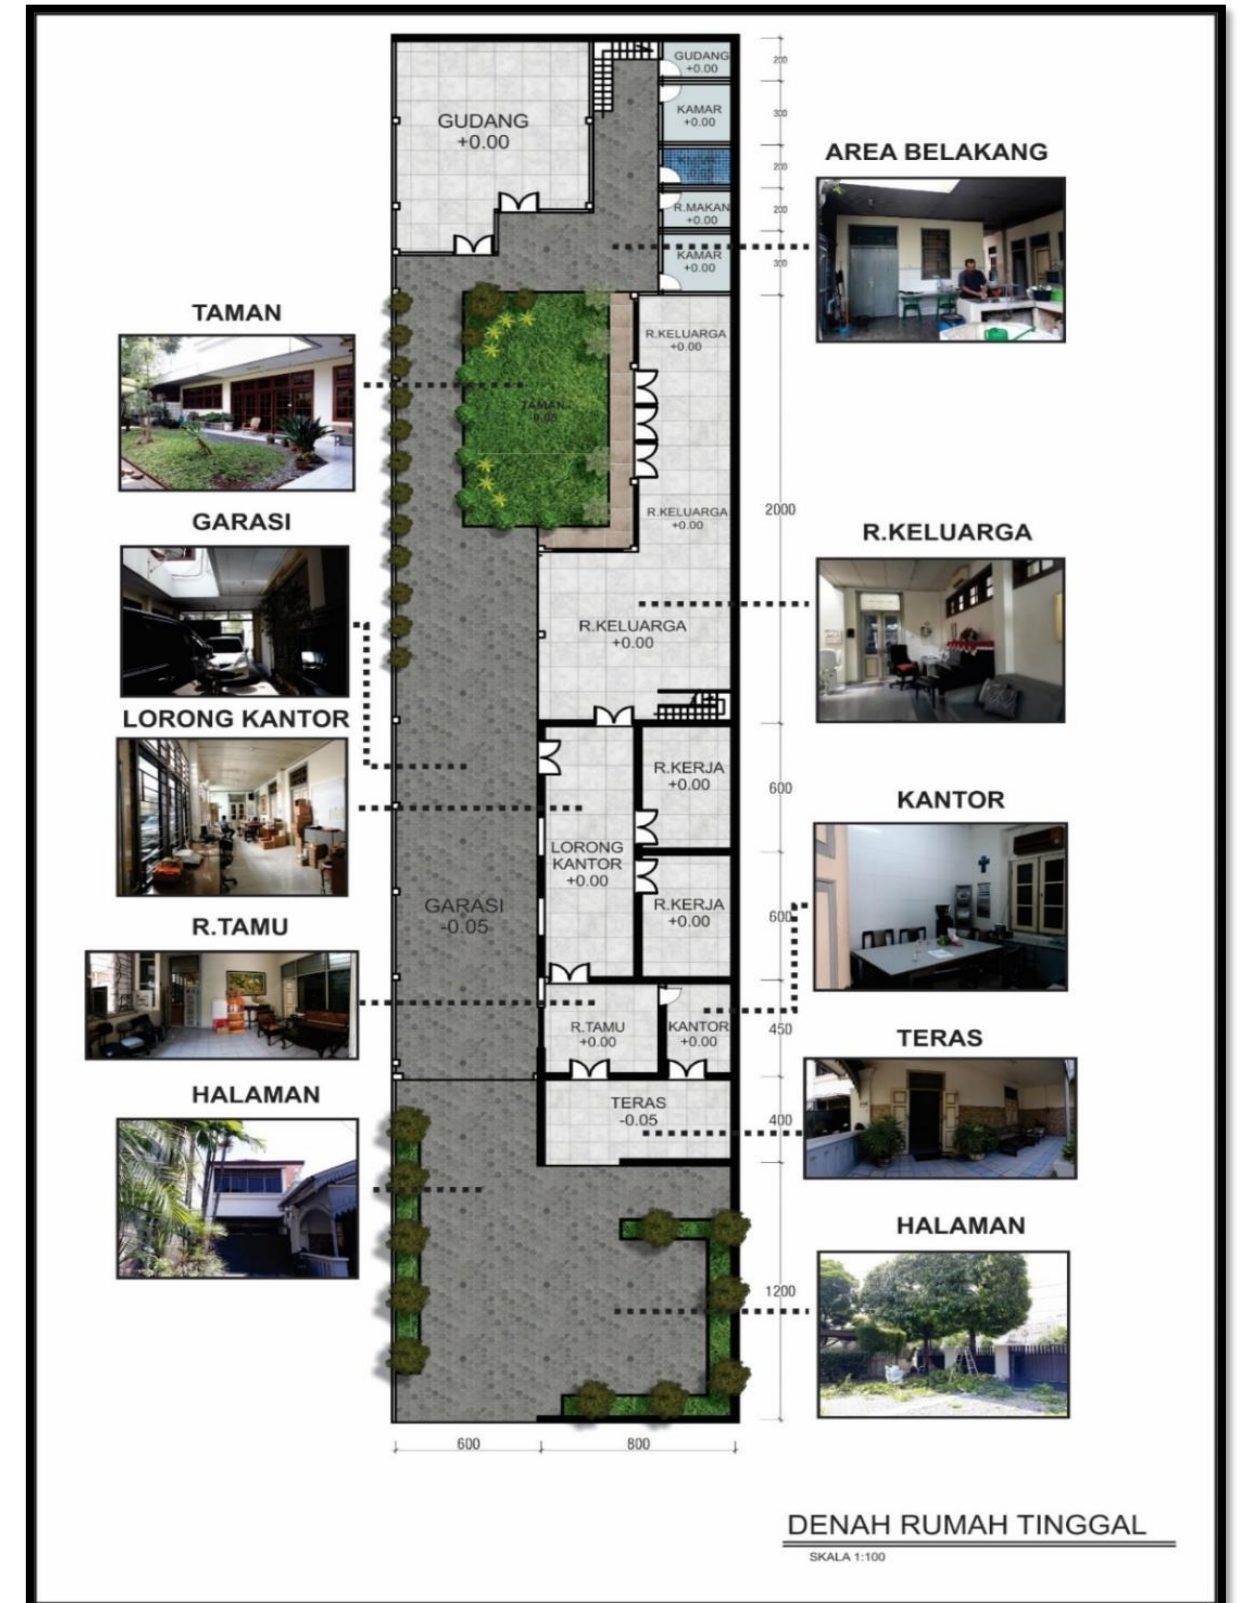 GUDANG
+0.00
GUDANG
+0.00
KAMAR
+0.00
R.MAKAN
+0.00
KAMAR
+0.00
200
300
200
200
300
AREA BELAKANG
TAMAN
GARASI
LORONG KANTOR
R.TAMU
HALAMAN
R.KELUARGA
+0.00
TAMAN
R.KELUARGA
+0.00
2000
R.KELUARGA
R.KELUARGA
+0.00
R.KERJA
+0.00
600
LORONG
KANTOR
+0.00
KANTOR
R.KERJA
+0.00
600
GARASI
-0.05
R.TAMU
+0.00
KANTOR
+0.00
450
TERAS
TERAS
-0.05
400
HALAMAN
1200
600
800
DENAH RUMAH TINGGAL
SKALA 1:100